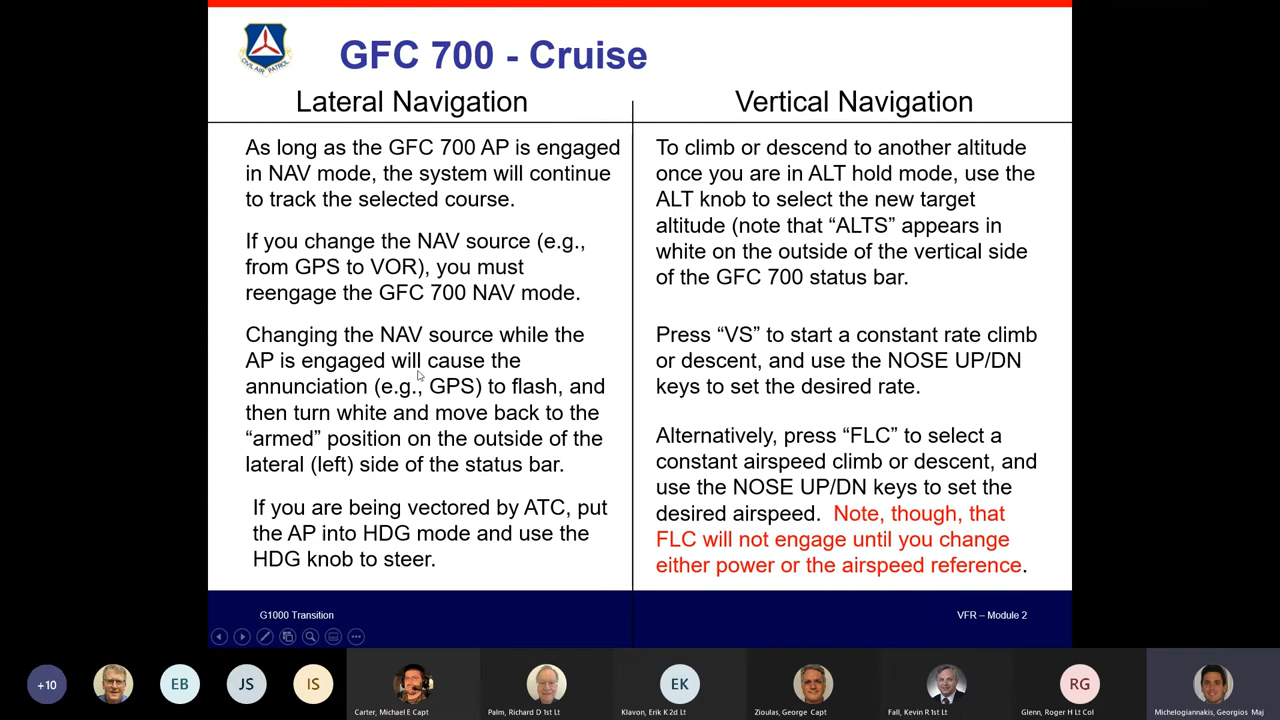 CIVIL AIR PATROL
GFC 700 - Cruise
Lateral Navigation
As long as the GFC 700 AP is engaged
in NAV mode, the system will continue
to track the selected course.
If you change the NAV source (e.g.,
from GPS to VOR), you must
reengage the GFC 700 NAV mode.
Changing the NAV source while the
AP is engaged will cause the
annunciation (e.g., GPS) to flash, and
then turn white and move back to the
“armed” position on the outside of the
lateral (left) side of the status bar.
If you are being vectored by ATC, put
the AP into HDG mode and use the
HDG knob to steer.
Vertical Navigation
To climb or descend to another altitude
once you are in ALT hold mode, use the
ALT knob to select the new target
altitude (note that “ALTS” appears in
white on the outside of the vertical side
of the GFC 700 status bar.
Press “VS” to start a constant rate climb
or descent, and use the NOSE UP/DN
keys to set the desired rate.
Alternatively, press “FLC” to select a
constant airspeed climb or descent, and
use the NOSE UP/DN keys to set the
desired airspeed. Note, though, that
FLC will not engage until you change
either power or the airspeed reference.
G1000 Transition
VFR – Module 2
+10
EB
JS
IS
Carter, Michael E Capt
Palm, Richard D 1st Lt
EK
Klavon, Erik K 2d Lt
Zioulas, George Capt
Fall, Kevin R 1st Lt
RG
Glenn, Roger H Lt Col
Michelogiannakis, Georgios Maj